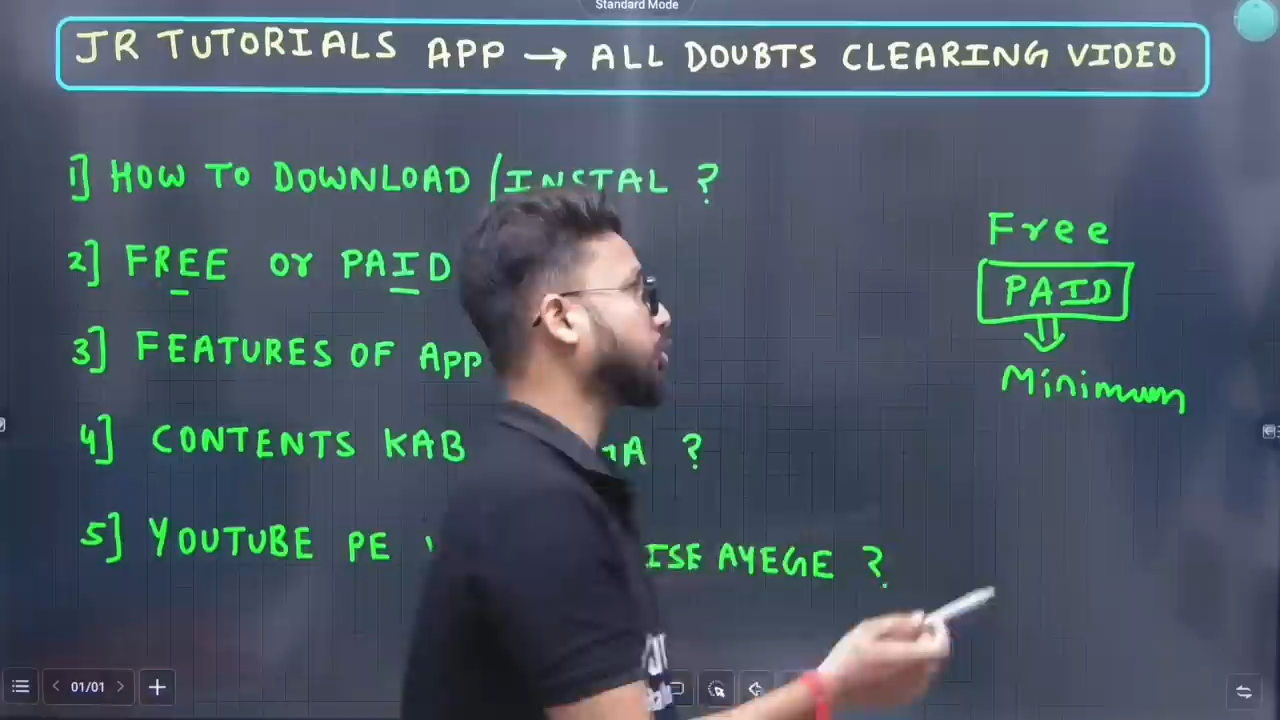 Standard Mode
JR TUTORIALS APP → ALL DOUBTS CLEARING VIDEO
1] HOW TO DOWNLOAD / INSTAL ?
2] FREE or PAID
3] FEATURES OF APP
4] CONTENTS KAB ?
5] YOUTUBE PE AYEGE ?
Free
PAID
Minimum
01/01